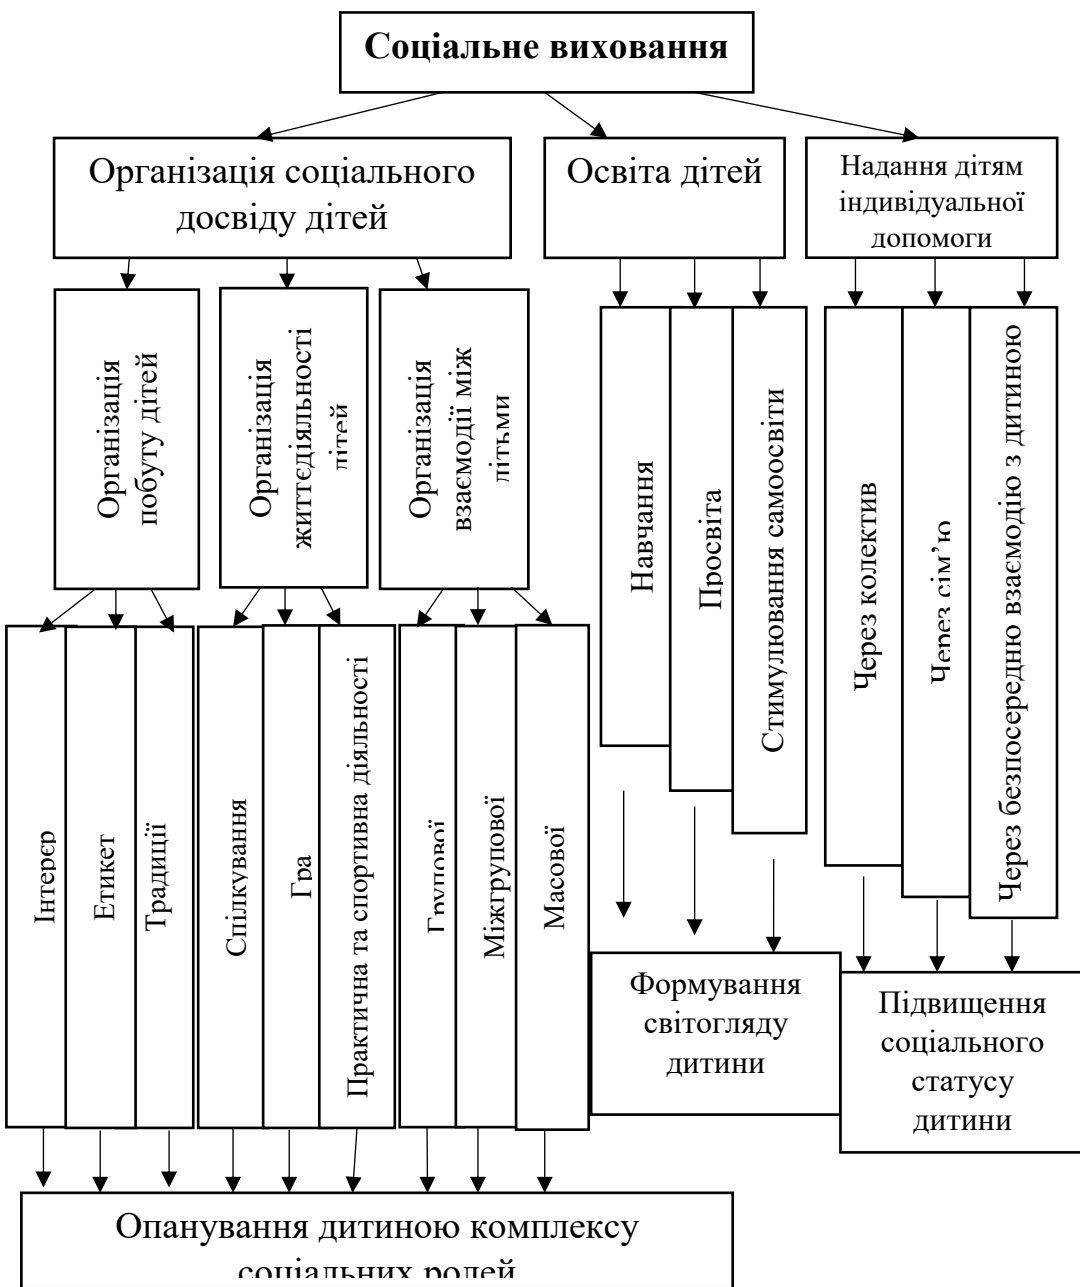 Соціальне виховання
Організація соціального
досвіду дітей
Освіта дітей
Надання дітям
індивідуальної
допомоги
Організація
побуту дітей
Організація
життєдіяльності
дітей
Організація
взаємодії між
дітьми
Навчання
Просвіта
Стимулювання самоосвіти
Через колектив
Через сім’ю
Через безпосередню взаємодію з дитиною
Інтерєр
Етикет
Традиції
Спілкування
Гра
Практична та спортивна діяльності
Групової
Міжгрупової
Масової
Формування
світогляду
дитини
Підвищення
соціального
статусу
дитини
Опанування дитиною комплексу
соціальних ролей